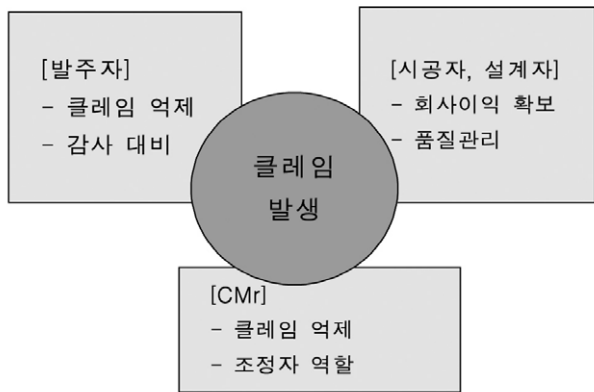 [발주자]
- 클레임 억제
- 감사 대비
[시공자, 설계자]
- 회사이익 확보
- 품질관리
클레임
발생
[CMr]
- 클레임 억제
- 조정자 역할